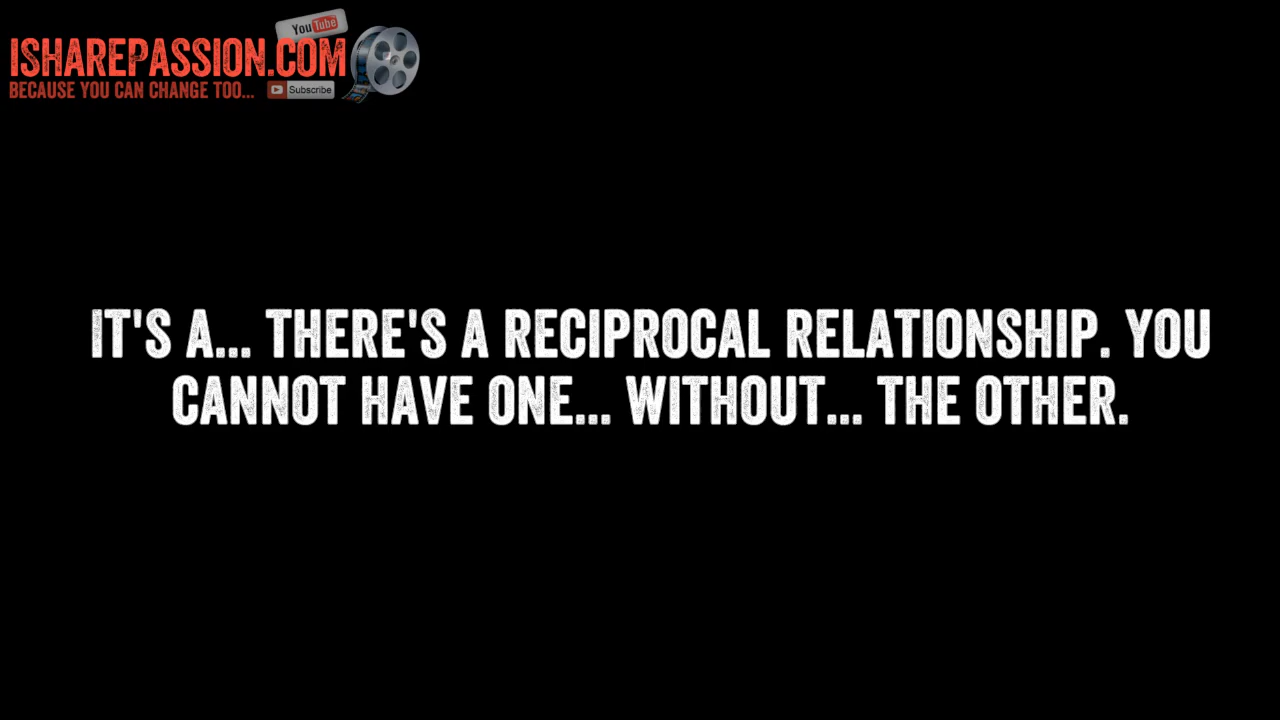 YouTube
ISHAREPASSION.COM
BECAUSE YOU CAN CHANGE TOO...
Subscribe
IT'S A... THERE'S A RECIPROCAL RELATIONSHIP. YOU
CANNOT HAVE ONE... WITHOUT... THE OTHER.